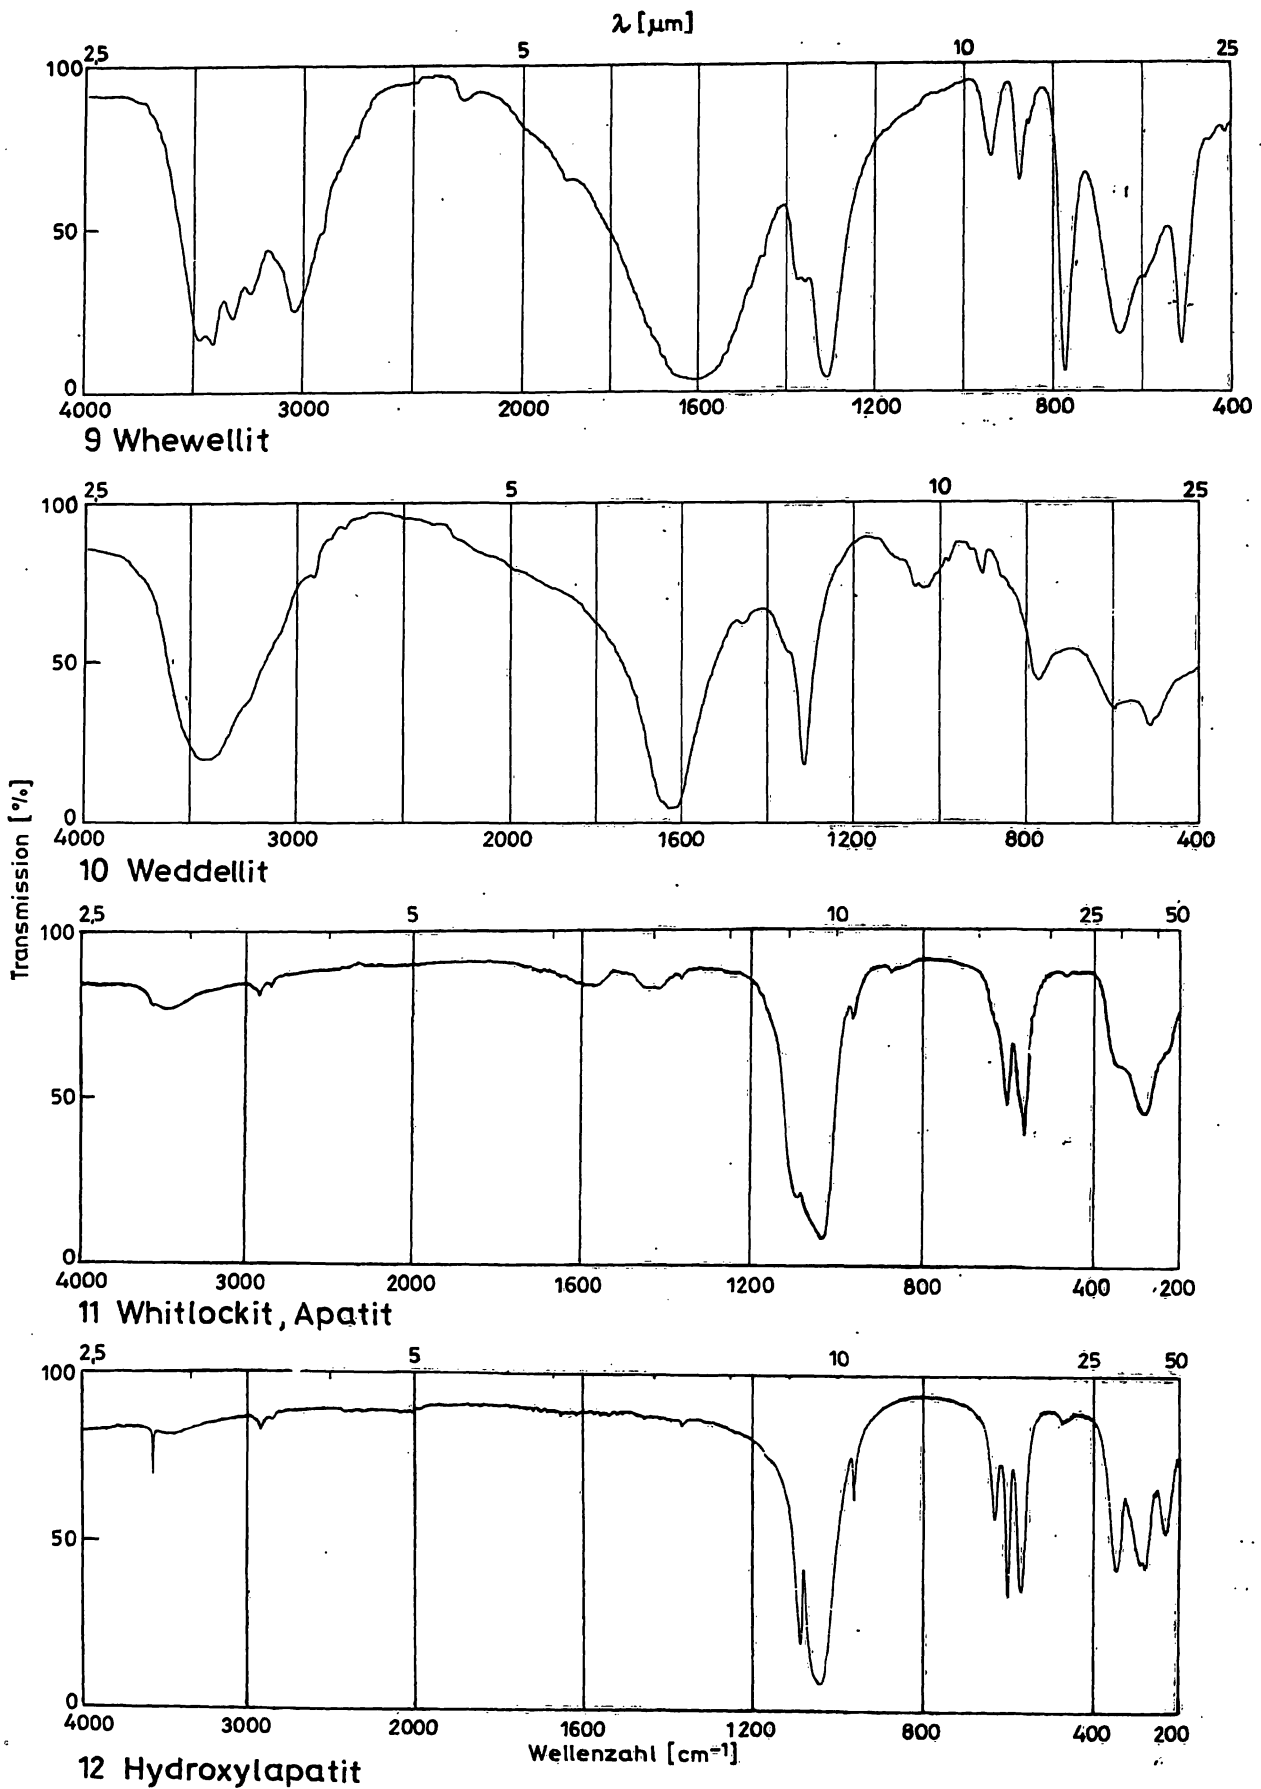 λ [μm]
2,5 5 10 25
100
50
0
4000 3000 2000 1600 1200 800 400
9 Whewellit
2,5 5 10 25
100
50
0
4000 3000 2000 1600 1200 800 400
10 Weddellit
Transmission [%]
2,5 5 10 25 50
100
50
0
4000 3000 2000 1600 1200 800 400 200
11 Whitlockit, Apatit
2,5 5 10 25 50
100
50
0
4000 3000 2000 1600 1200 800 400 200
Wellenzahl [cm⁻¹]
12 Hydroxylapatit